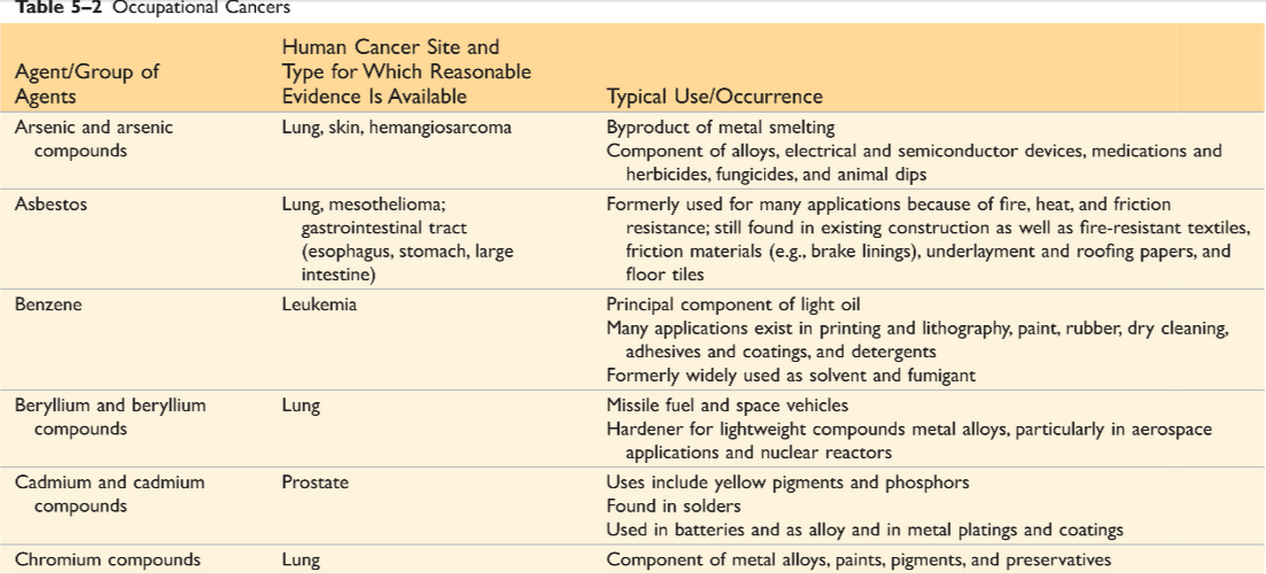 Table 5–2 Occupational Cancers
Agent/Group of
Agents
Human Cancer Site and
Type for Which Reasonable
Evidence Is Available
Typical Use/Occurrence
Arsenic and arsenic
compounds
Lung, skin, hemangiosarcoma
Byproduct of metal smelting
Component of alloys, electrical and semiconductor devices, medications and
herbicides, fungicides, and animal dips
Asbestos
Lung, mesothelioma;
gastrointestinal tract
(esophagus, stomach, large
intestine)
Formerly used for many applications because of fire, heat, and friction
resistance; still found in existing construction as well as fire-resistant textiles,
friction materials (e.g., brake linings), underlayment and roofing papers, and
floor tiles
Benzene
Leukemia
Principal component of light oil
Many applications exist in printing and lithography, paint, rubber, dry cleaning,
adhesives and coatings, and detergents
Formerly widely used as solvent and fumigant
Beryllium and beryllium
compounds
Lung
Missile fuel and space vehicles
Hardener for lightweight compounds metal alloys, particularly in aerospace
applications and nuclear reactors
Cadmium and cadmium
compounds
Prostate
Uses include yellow pigments and phosphors
Found in solders
Used in batteries and as alloy and in metal platings and coatings
Chromium compounds
Lung
Component of metal alloys, paints, pigments, and preservatives